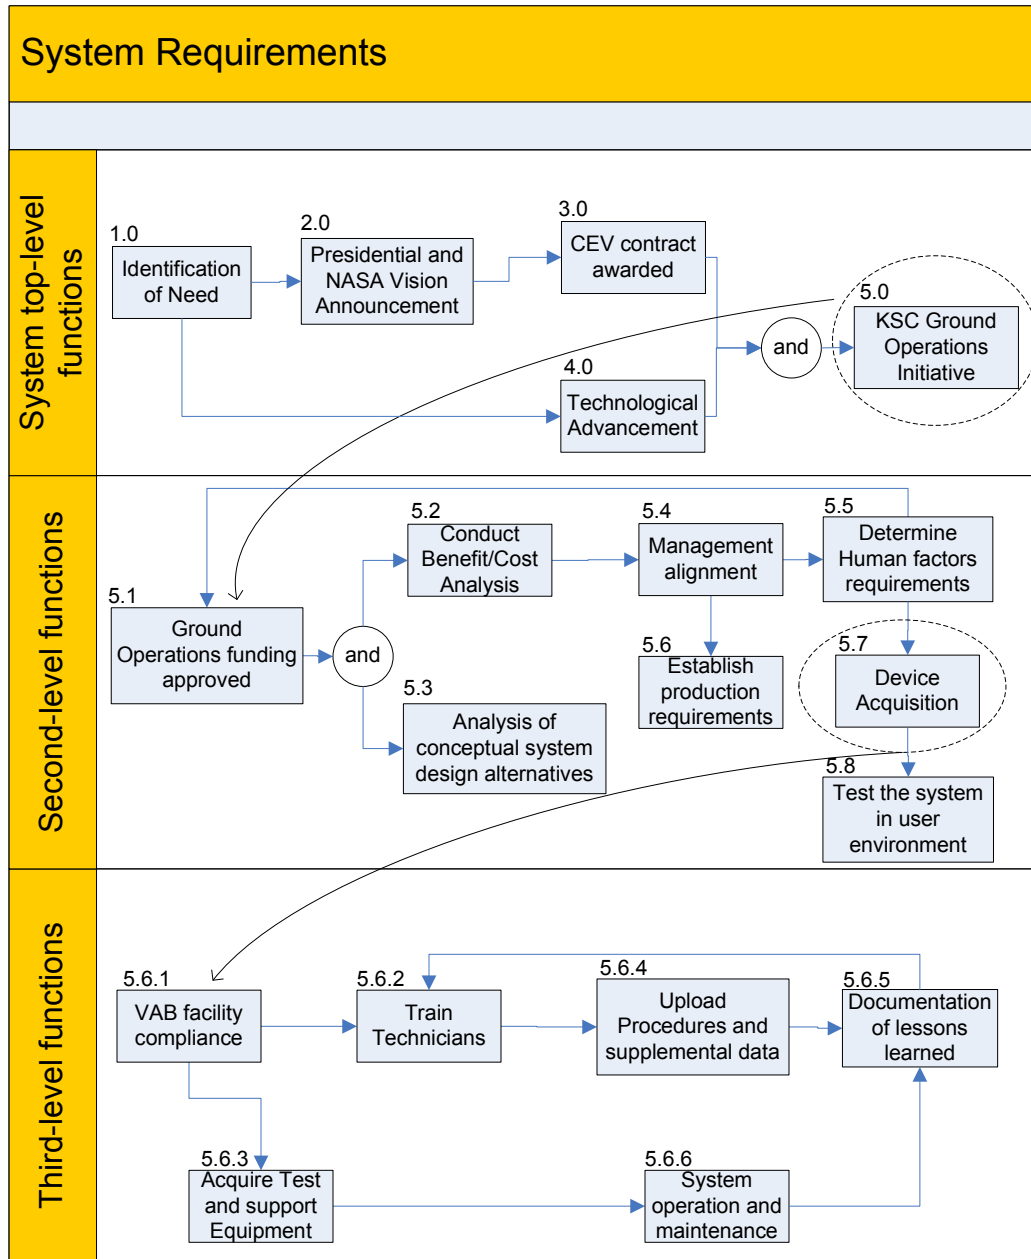 System Requirements
System top-level
functions
1.0
Identification
of Need
2.0
Presidential and
NASA Vision
Announcement
3.0
CEV contract
awarded
4.0
Technological
Advancement
and
5.0
KSC Ground
Operations
Initiative
Second-level functions
5.1
Ground
Operations funding
approved
and
5.2
Conduct
Benefit/Cost
Analysis
5.3
Analysis of
conceptual system
design alternatives
5.4
Management
alignment
5.5
Determine
Human factors
requirements
5.6
Establish
production
requirements
5.7
Device
Acquisition
5.8
Test the system
in user
environment
Third-level functions
5.6.1
VAB facility
compliance
5.6.2
Train
Technicians
5.6.4
Upload
Procedures and
supplemental data
5.6.5
Documentation
of lessons
learned
5.6.3
Acquire Test
and support
Equipment
5.6.6
System
operation and
maintenance